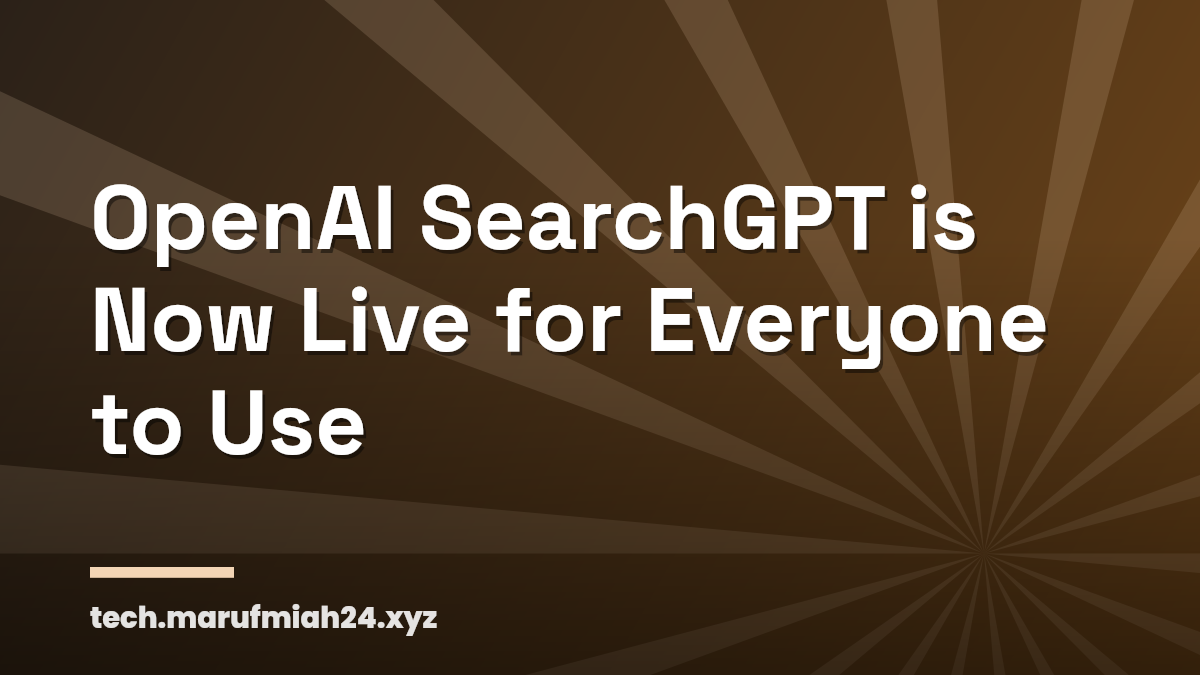 OpenAI SearchGPT is
Now Live for Everyone
to Use
tech.marufmiah24.xyz